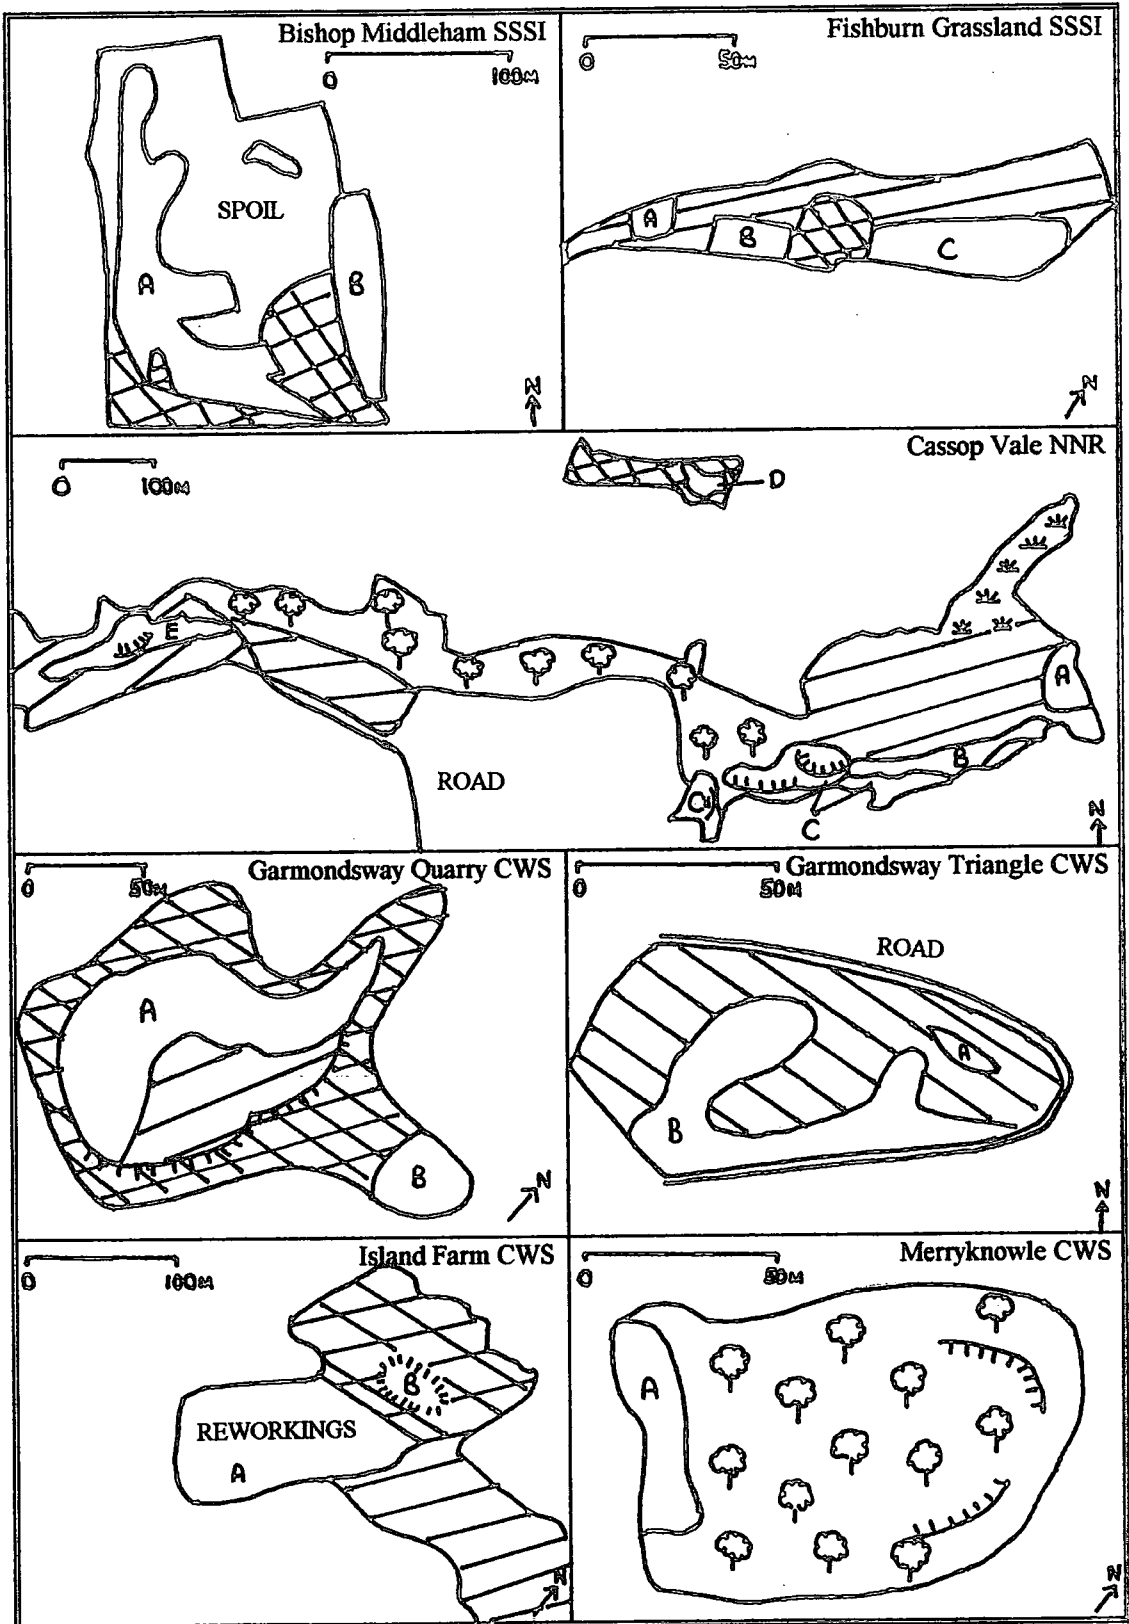 Bishop Middleham SSSI
0 100m
SPOIL
A
B
N
Fishburn Grassland SSSI
0 50m
A
B
C
N
Cassop Vale NNR
0 100m
D
E
A
B
C
C
ROAD
N
Garmondsway Quarry CWS
0 50m
A
B
N
Garmondsway Triangle CWS
0 50m
ROAD
A
B
N
Island Farm CWS
0 100m
B
REWORKINGS
A
N
Merryknowle CWS
0 50m
A
N